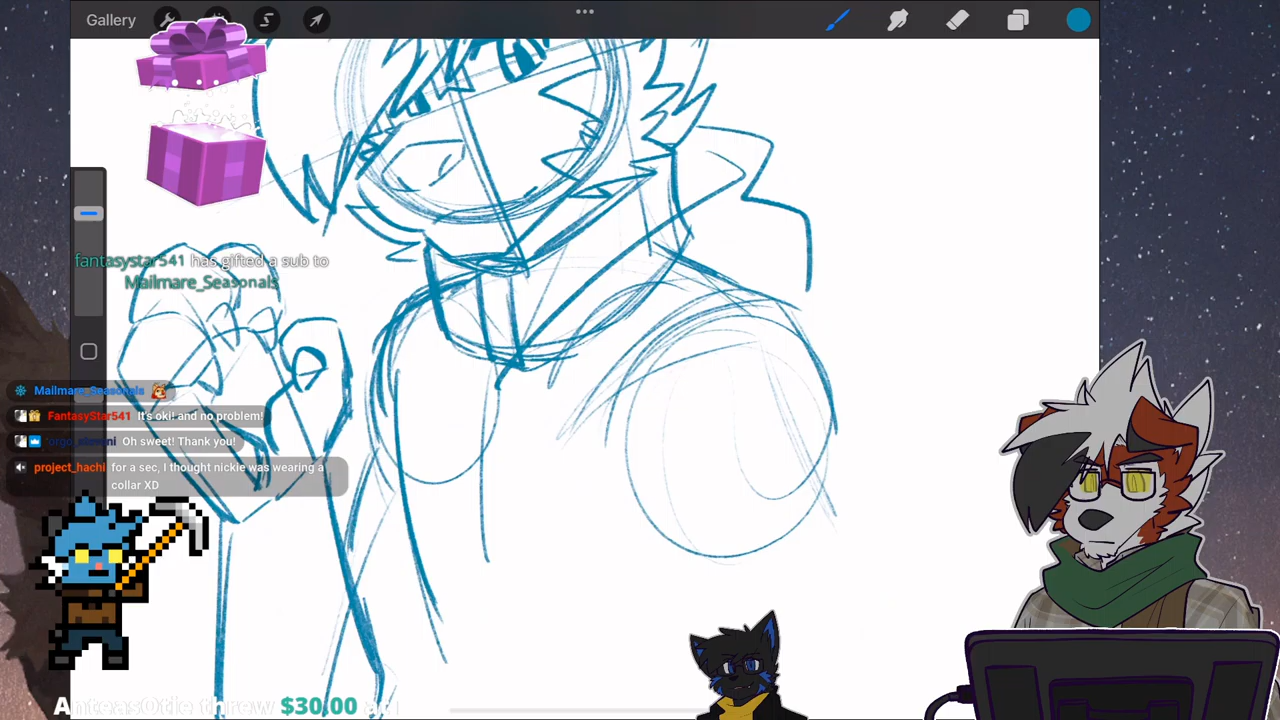 Gallery
fantasystar541 has gifted a sub to
Mailmare_Seasonals
Mailmare_Seasonals
FantasyStar541 It's oki! and no problem!
Oh sweet! Thank you!
project_hachi for a sec, I thought nickie was wearing a
collar XD
AnteasOtie threw $30.00